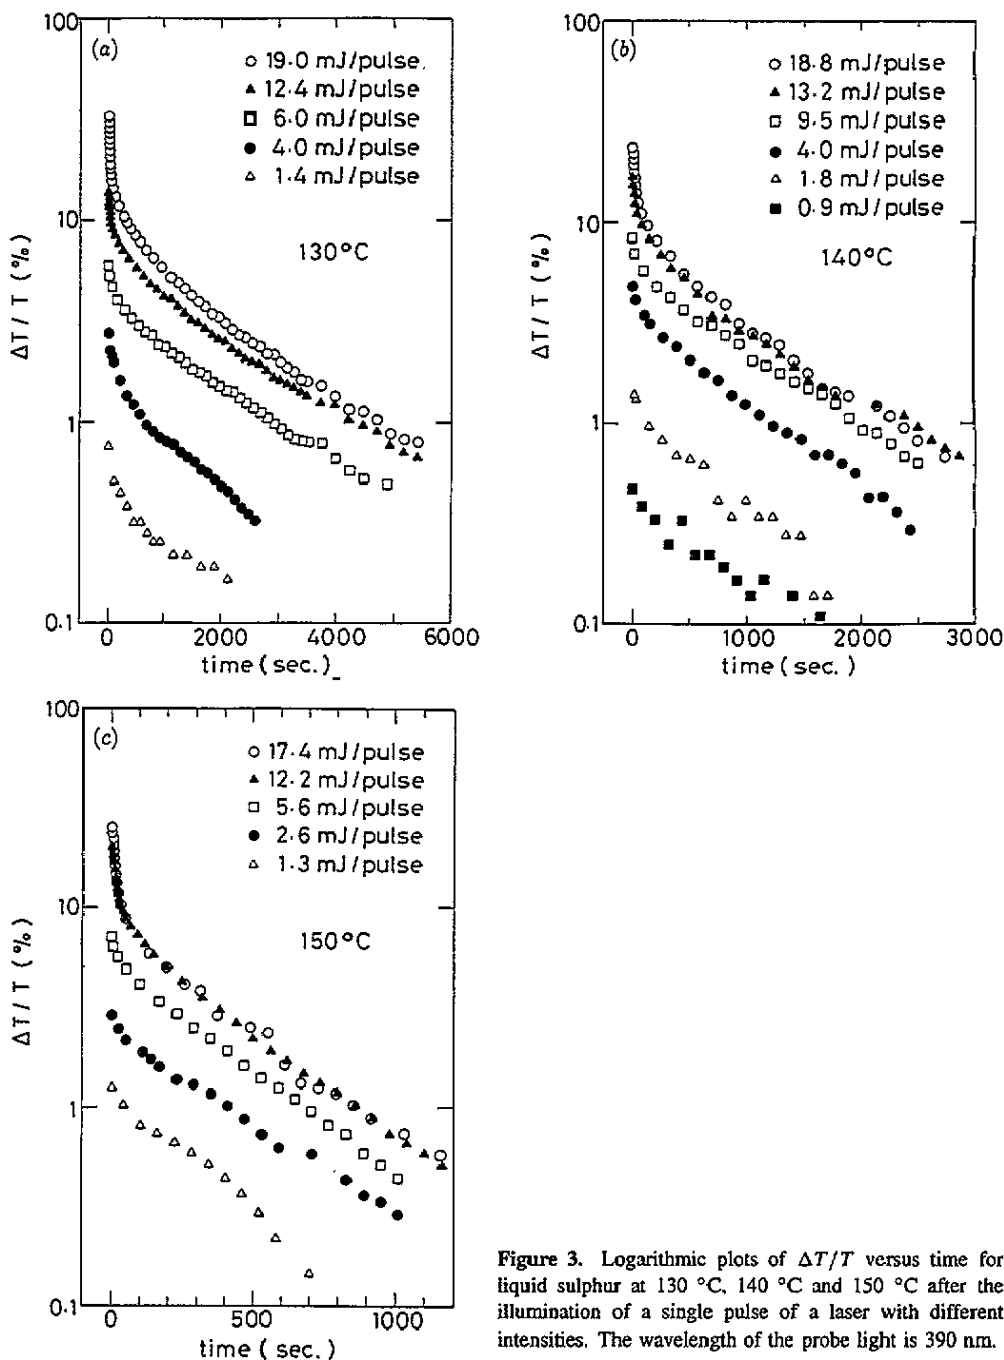 100
(a)
○ 19.0 mJ/pulse
▲ 12.4 mJ/pulse
□ 6.0 mJ/pulse
● 4.0 mJ/pulse
△ 1.4 mJ/pulse
10
130°C
ΔT / T (%)
1
0.1
0 2000 4000 6000
time (sec.)
100
(b)
○ 18.8 mJ/pulse
▲ 13.2 mJ/pulse
□ 9.5 mJ/pulse
● 4.0 mJ/pulse
△ 1.8 mJ/pulse
■ 0.9 mJ/pulse
10
140°C
ΔT / T (%)
1
0.1
0 1000 2000 3000
time (sec.)
100
(c)
○ 17.4 mJ/pulse
▲ 12.2 mJ/pulse
□ 5.6 mJ/pulse
● 2.6 mJ/pulse
△ 1.3 mJ/pulse
10
150°C
ΔT / T (%)
1
0.1
0 500 1000
time (sec.)
Figure 3. Logarithmic plots of ΔT/T versus time for
liquid sulphur at 130 °C, 140 °C and 150 °C after the
illumination of a single pulse of a laser with different
intensities. The wavelength of the probe light is 390 nm.